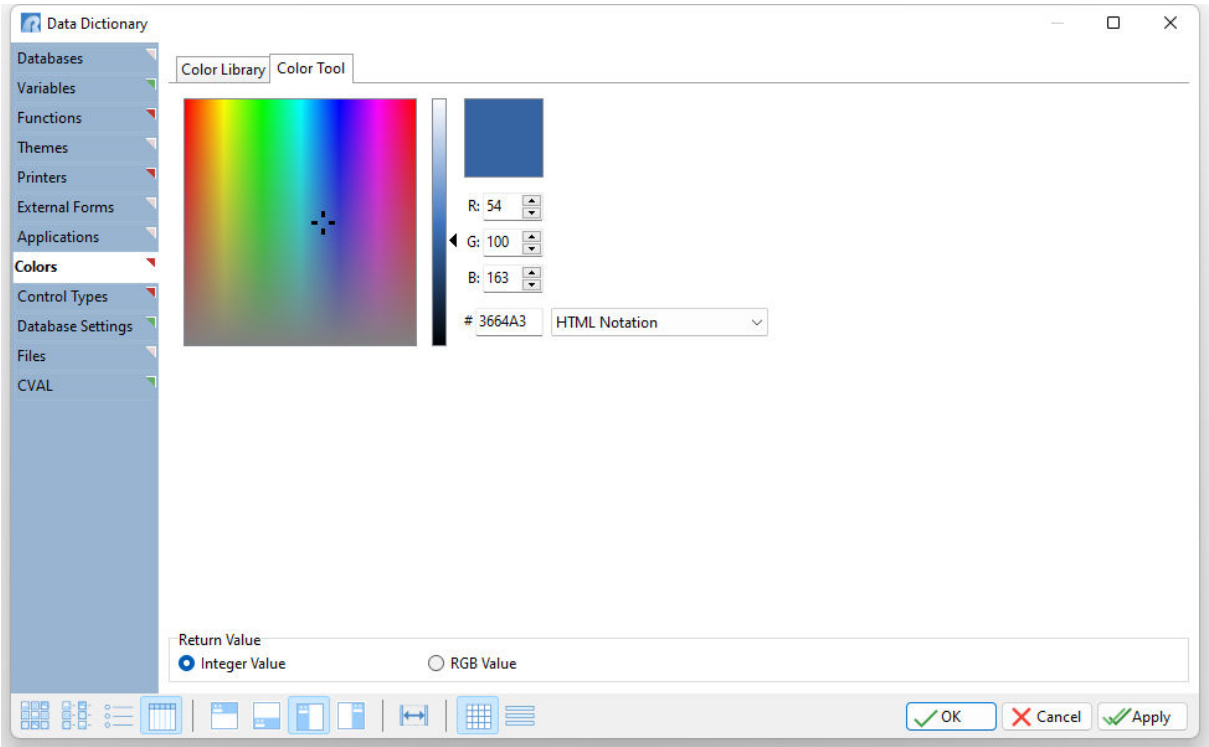 Data Dictionary
Databases
Variables
Functions
Themes
Printers
External Forms
Applications
Colors
Control Types
Database Settings
Files
CVAL
Color Library
Color Tool
R: 54
G: 100
B: 163
# 3664A3
HTML Notation
Return Value
Integer Value
RGB Value
OK
Cancel
Apply